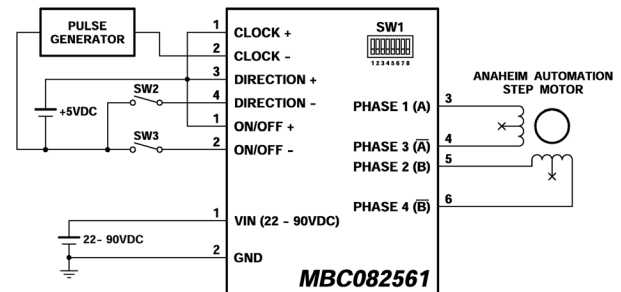 PULSE
GENERATOR
+5VDC
SW2
SW3
22- 90VDC
1 CLOCK +
2 CLOCK -
3 DIRECTION +
4 DIRECTION -
1 ON/OFF +
2 ON/OFF -
1 VIN (22 - 90VDC)
2 GND
SW1
12345678
PHASE 1 (A) 3
PHASE 3 (A̅) 4
PHASE 2 (B) 5
PHASE 4 (B̅) 6
ANAHEIM AUTOMATION
STEP MOTOR
MBC082561